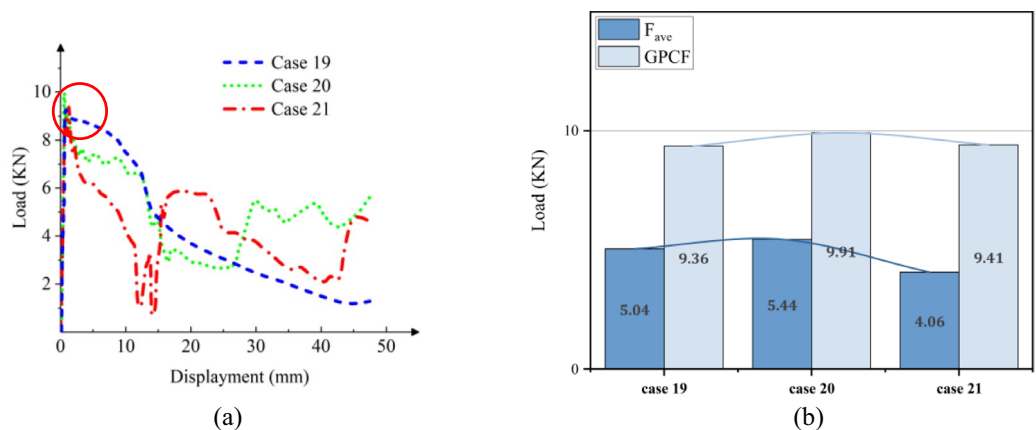 Case 19
Case 20
Case 21
10
8
6
4
2
0
10
20
30
40
50
Load (KN)
Displayment (mm)
(a)
F_ave
GPCF
10
0
Load (KN)
5.04
9.36
5.44
9.91
4.06
9.41
case 19
case 20
case 21
(b)